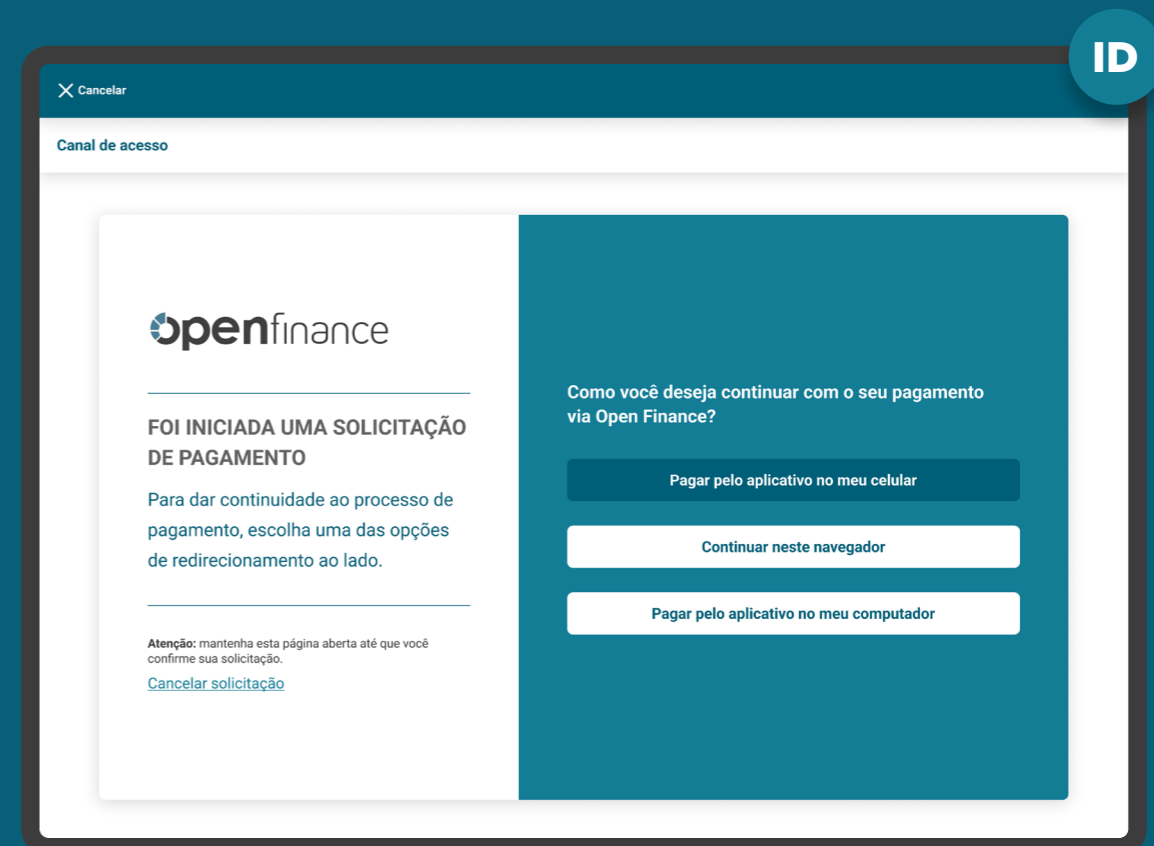 ID
Cancelar
Canal de acesso
openfinance
FOI INICIADA UMA SOLICITAÇÃO
DE PAGAMENTO
Para dar continuidade ao processo de
pagamento, escolha uma das opções
de redirecionamento ao lado.
Atenção: mantenha esta página aberta até que você
confirme sua solicitação.
Cancelar solicitação
Como você deseja continuar com o seu pagamento
via Open Finance?
Pagar pelo aplicativo no meu celular
Continuar neste navegador
Pagar pelo aplicativo no meu computador